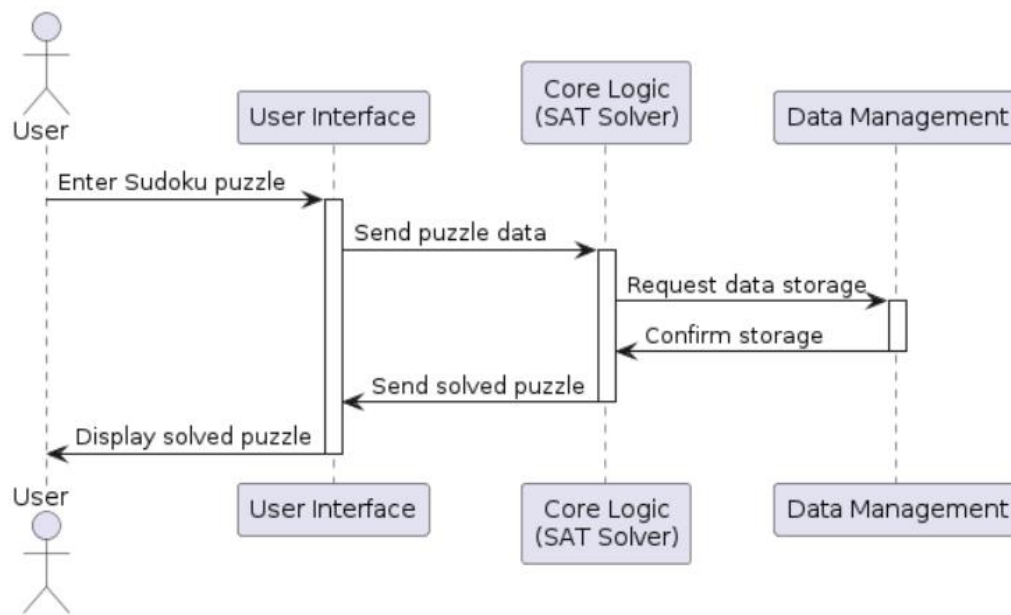 User
User Interface
Core Logic
(SAT Solver)
Data Management
Enter Sudoku puzzle
Send puzzle data
Request data storage
Confirm storage
Send solved puzzle
Display solved puzzle
User
User Interface
Core Logic
(SAT Solver)
Data Management